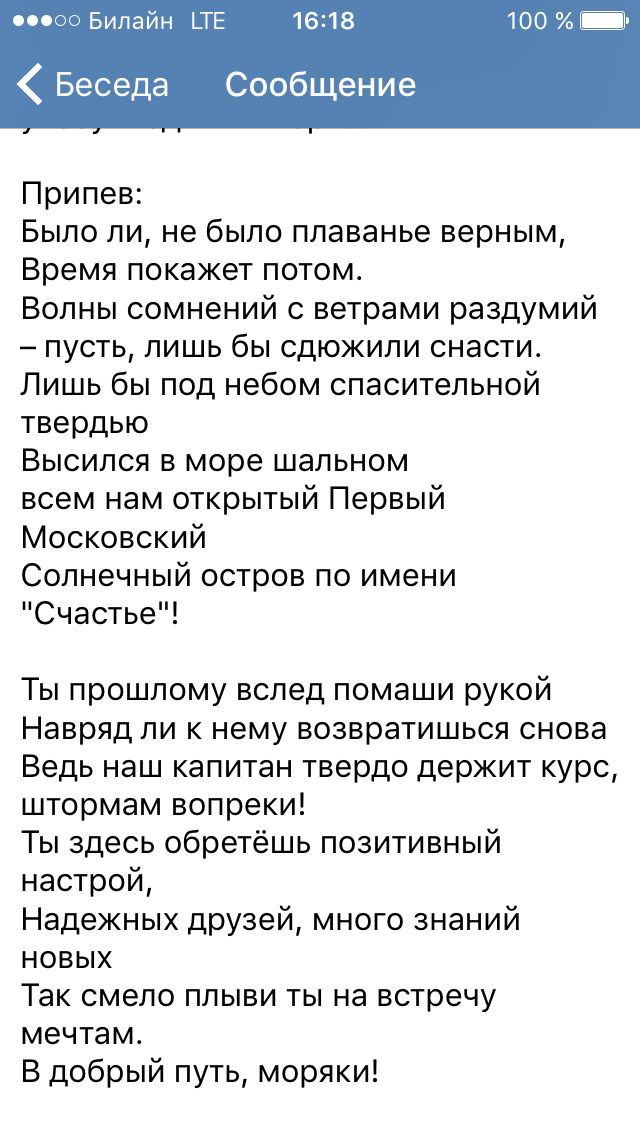 Билайн LTE 16:18 100 %
Беседа Сообщение
Припев:
Было ли, не было плаванье верным,
Время покажет потом.
Волны сомнений с ветрами раздумий
– пусть, лишь бы сдюжили снасти.
Лишь бы под небом спасительной
твердью
Высился в море шальном
всем нам открытый Первый
Московский
Солнечный остров по имени
"Счастье"!
Ты прошлому вслед помаши рукой
Навряд ли к нему возвратишься снова
Ведь наш капитан твердо держит курс,
штормам вопреки!
Ты здесь обретёшь позитивный
настрой,
Надежных друзей, много знаний
новых
Так смело плыви ты на встречу
мечтам.
В добрый путь, моряки!